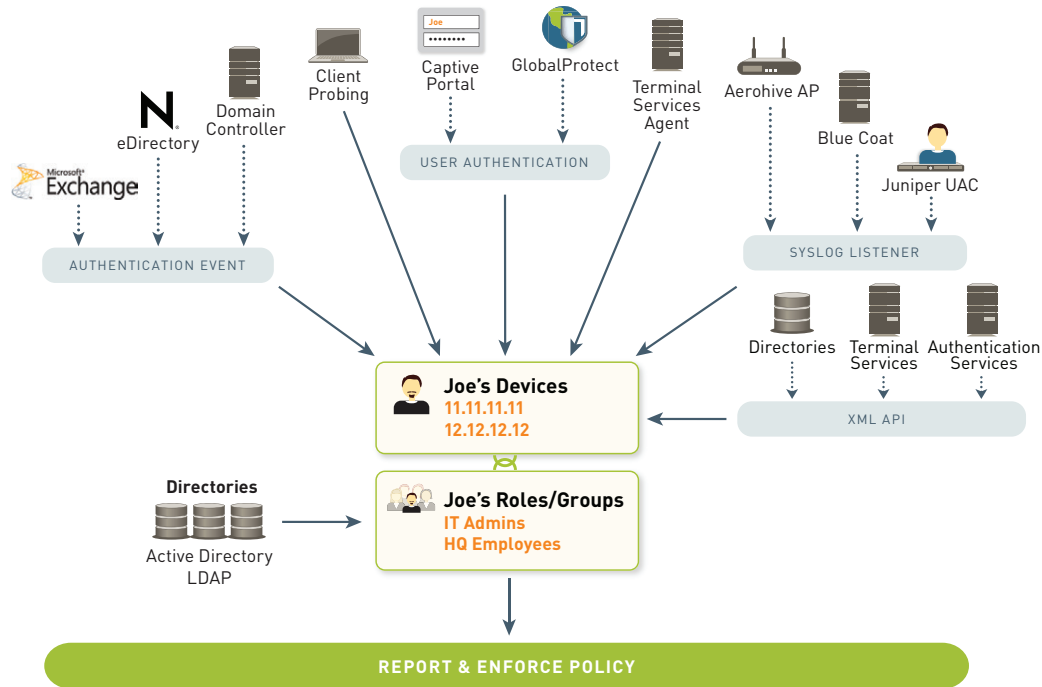 Joe
••••••••
Client
Probing
Captive
Portal
GlobalProtect
Terminal
Services
Agent
Aerohive AP
Domain
Controller
N®
eDirectory
Blue Coat
USER AUTHENTICATION
Microsoft®
Exchange
Juniper UAC
AUTHENTICATION EVENT
SYSLOG LISTENER
Directories
Terminal
Services
Authentication
Services
XML API
Joe's Devices
11.11.11.11
12.12.12.12
Directories
Active Directory
LDAP
Joe's Roles/Groups
IT Admins
HQ Employees
REPORT & ENFORCE POLICY